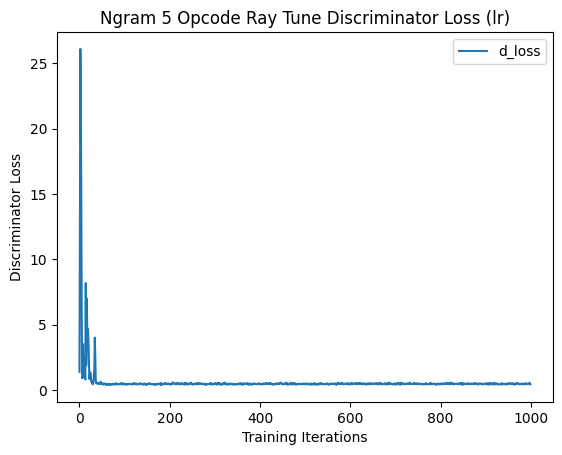 Ngram 5 Opcode Ray Tune Discriminator Loss (lr)
d_loss
25
20
15
10
5
0
Discriminator Loss
0 200 400 600 800 1000
Training Iterations